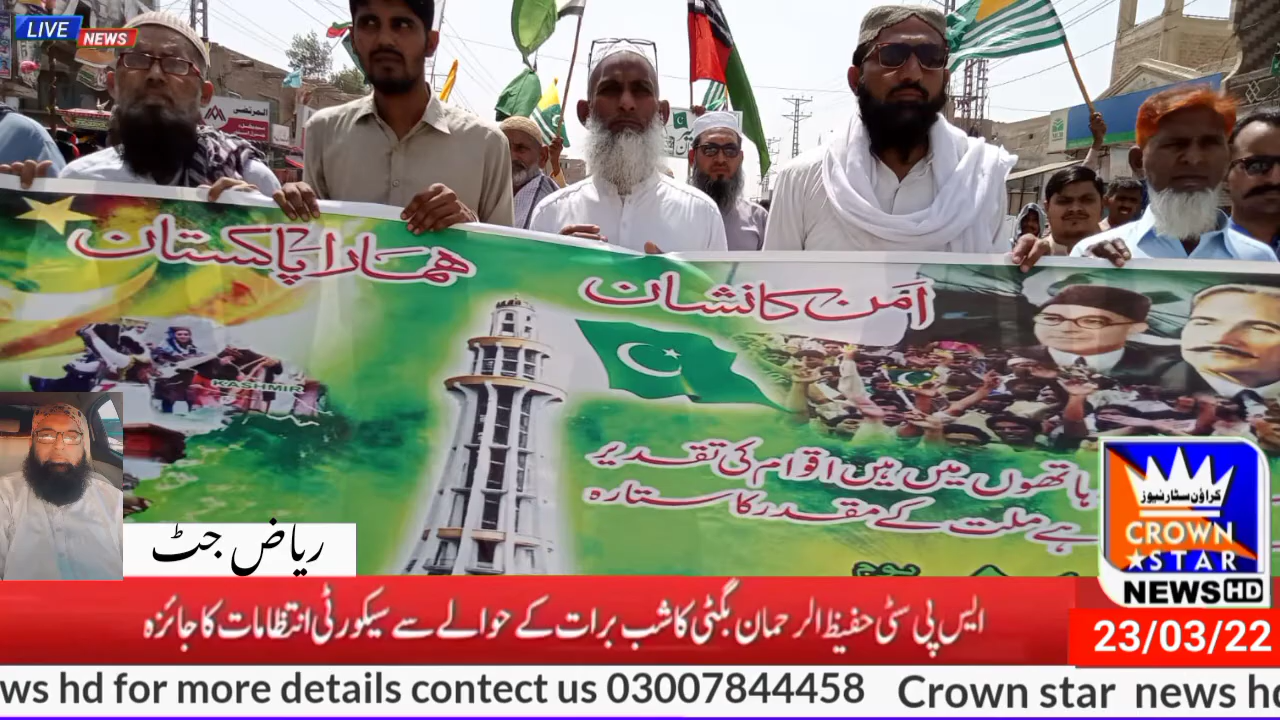 LIVE
NEWS
ہمارا پاکستان
امن کا نشان
KASHMIR
ہاتھوں میں ہیں اقوام کی تقدیر
ہے ملت کے مقدر کا ستارہ
ریاض جٹ
کراؤن سٹار نیوز
CROWN
STAR
NEWS HD
ایس پی سٹی حفیظ الرحمان بگٹی کا شب برات کے حوالے سے سیکورٹی انتظامات کا جائزہ
23/03/22
ws hd for more details contect us 03007844458 Crown star news hd